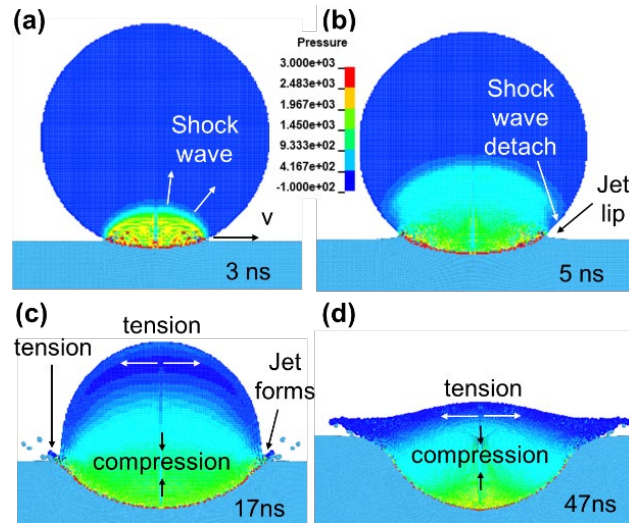 (a)
Shock
wave
v
3 ns
Pressure
3.000e+03
2.483e+03
1.967e+03
1.450e+03
9.333e+02
4.167e+02
-1.000e+02
(b)
Shock
wave
detach
Jet
lip
5 ns
(c)
tension
tension
Jet
forms
compression
17ns
(d)
tension
compression
47ns